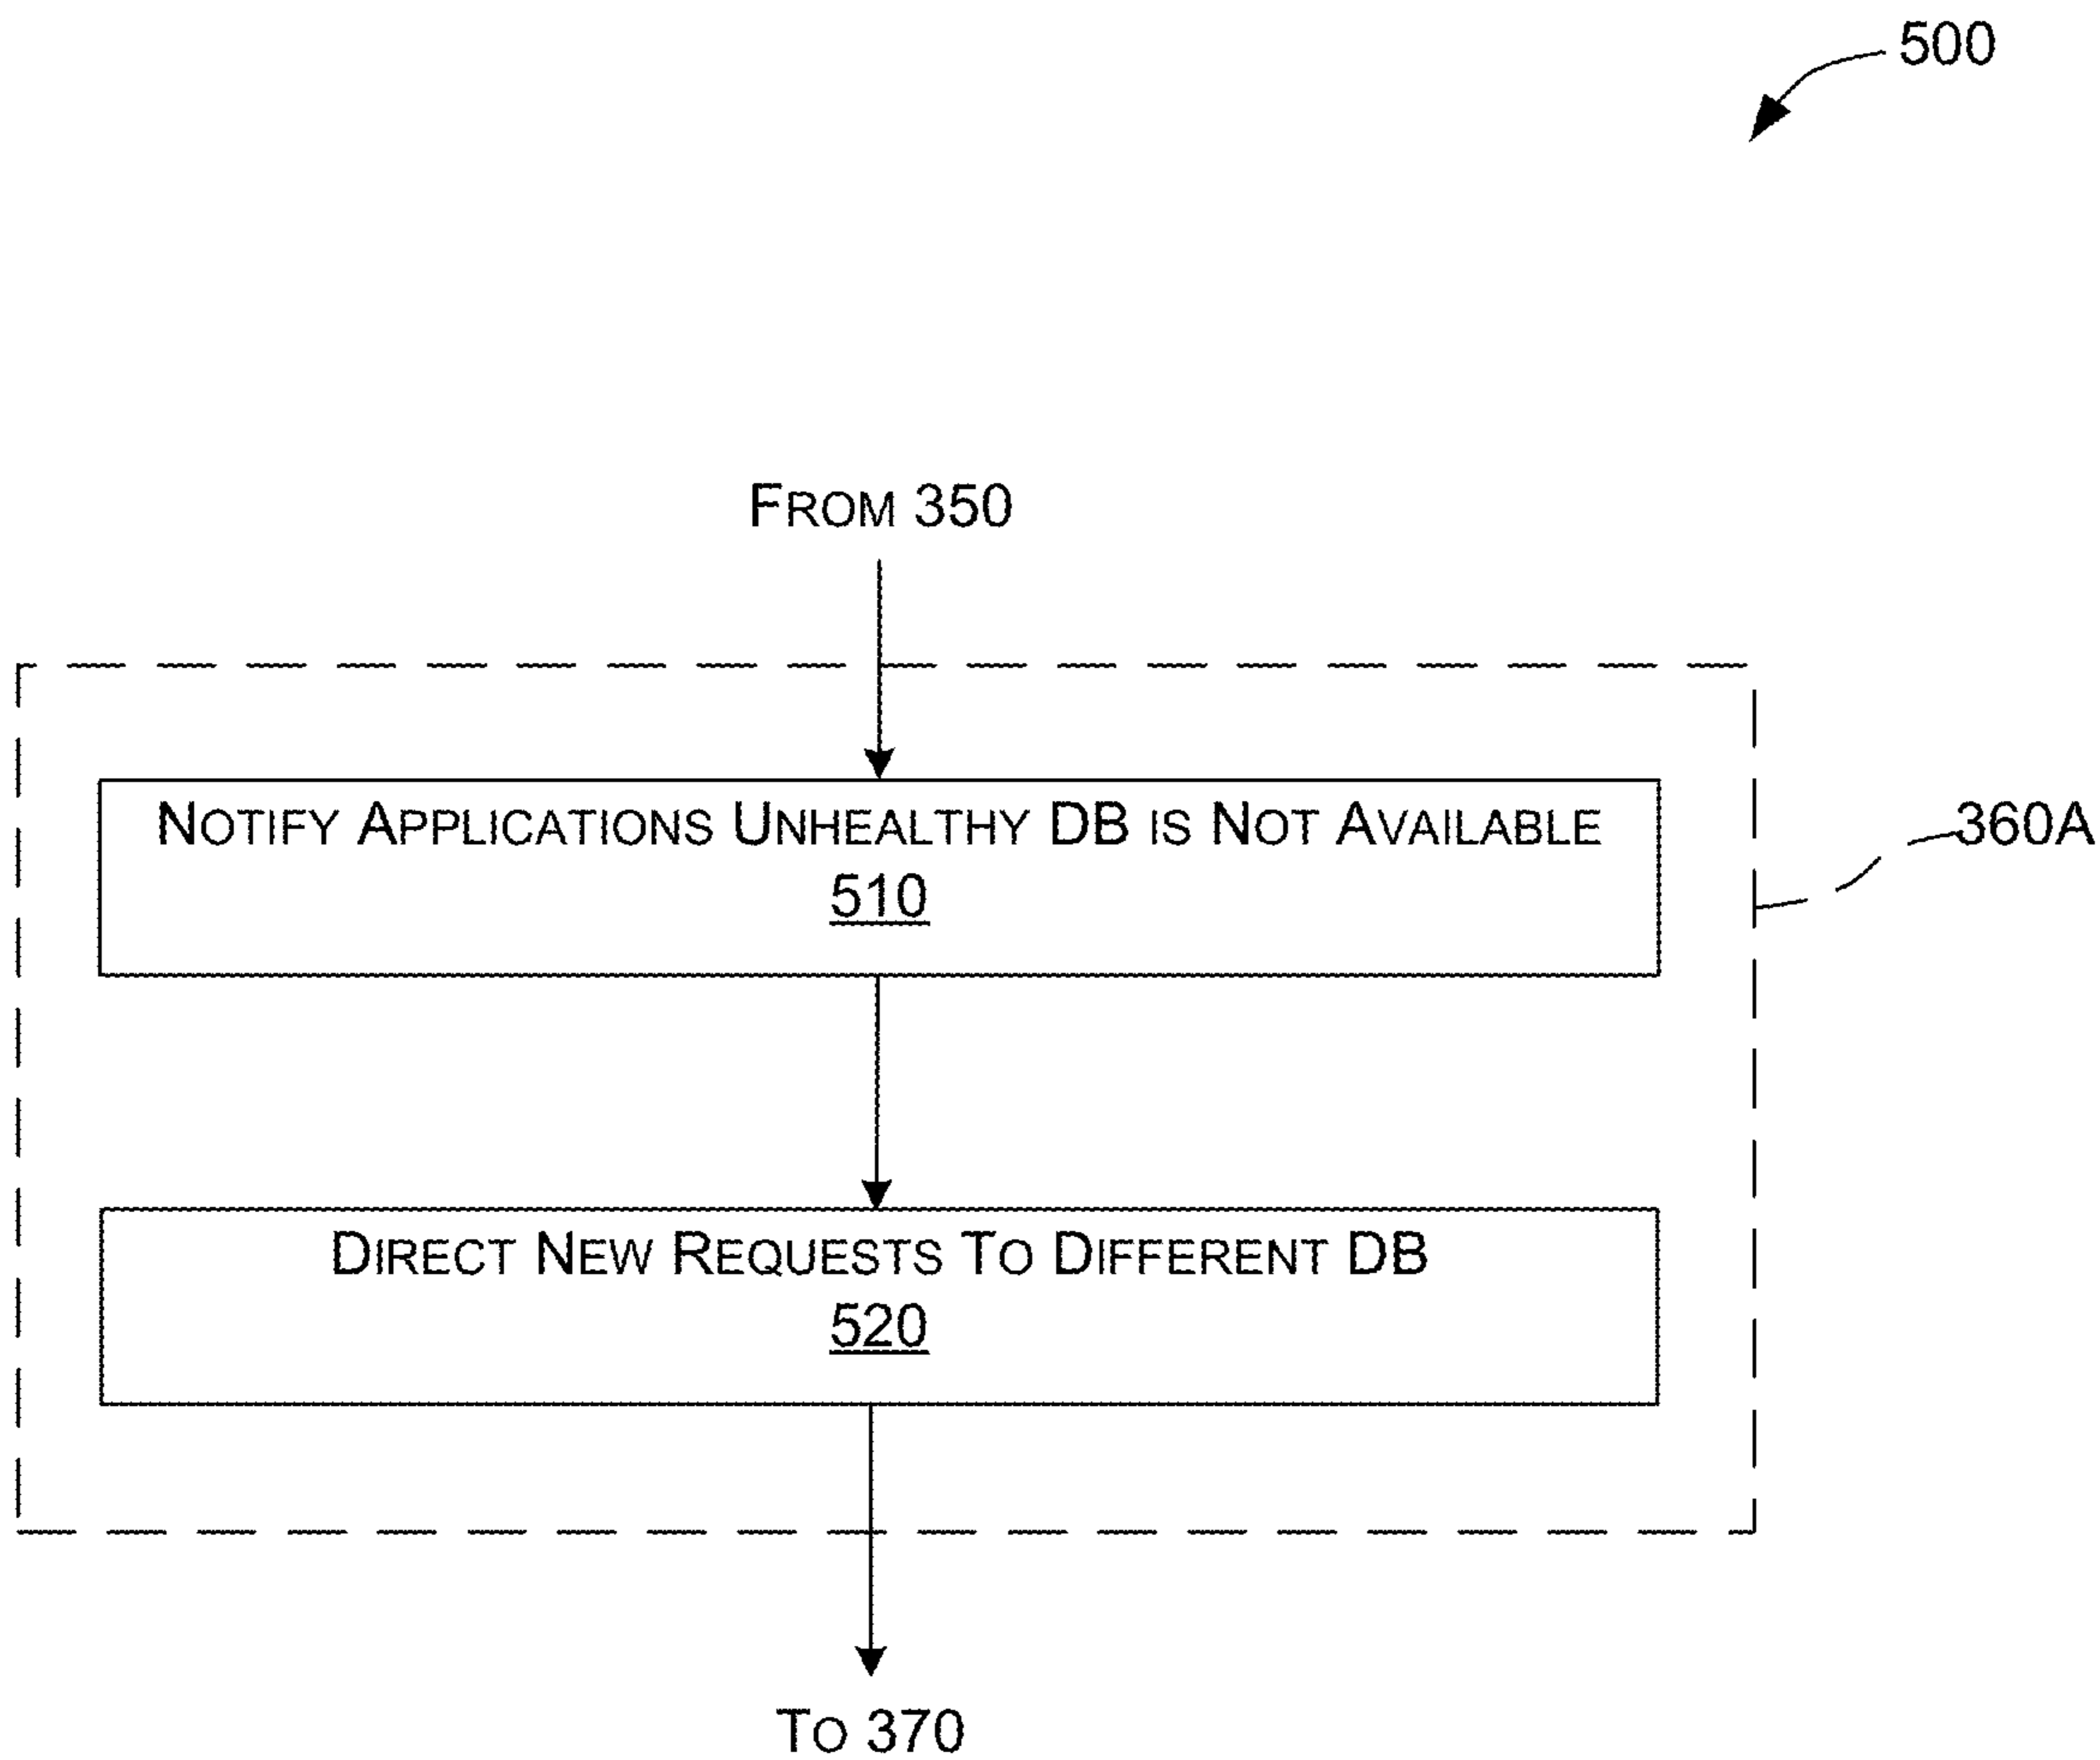 500
FROM 350
NOTIFY APPLICATIONS UNHEALTHY DB IS NOT AVAILABLE
510
360A
DIRECT NEW REQUESTS TO DIFFERENT DB
520
TO 370